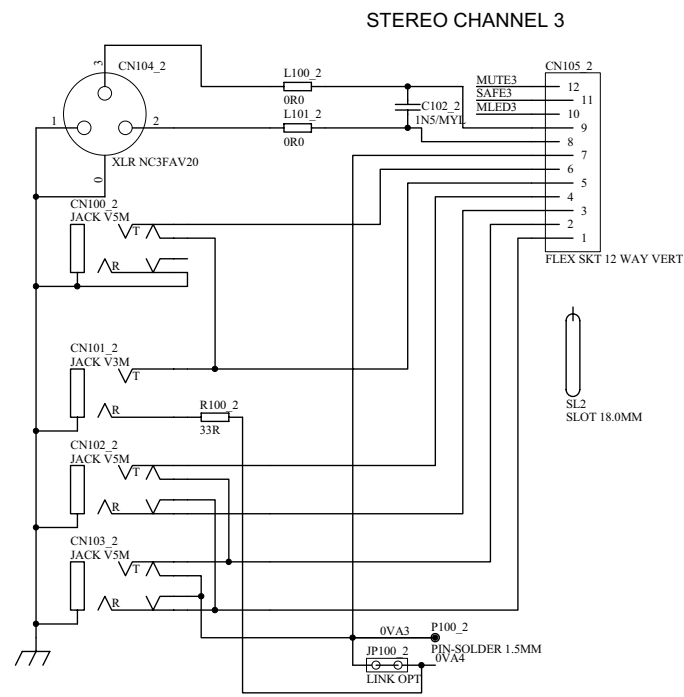 STEREO CHANNEL 3
CN104_2
3
1
2
0
XLR NC3FAV20
L100_2
0R0
L101_2
0R0
C102_2
1N5/MYL
CN105_2
MUTE3
SAFE3
MLED3
12
11
10
9
8
7
6
5
4
3
2
1
FLEX SKT 12 WAY VERT
CN100_2
JACK V5M
T
R
CN101_2
JACK V3M
T
R
R100_2
33R
SL2
SLOT 18.0MM
CN102_2
JACK V5M
T
R
CN103_2
JACK V5M
T
R
0VA3
P100_2
PIN-SOLDER 1.5MM
0VA4
JP100_2
LINK OPT